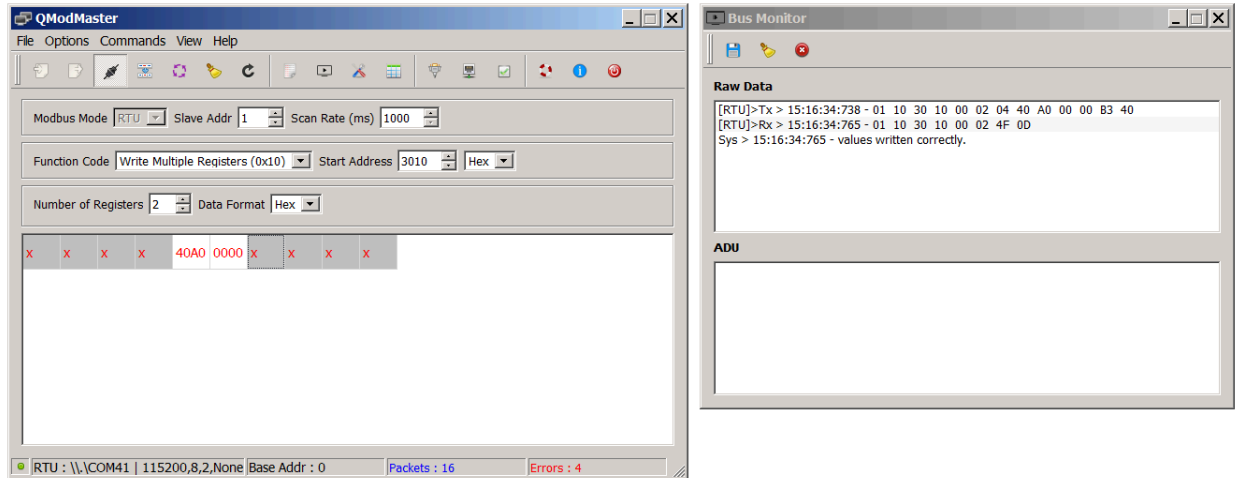 QModMaster
File Options Commands View Help
Modbus Mode RTU Slave Addr 1 Scan Rate (ms) 1000
Function Code Write Multiple Registers (0x10) Start Address 3010 Hex
Number of Registers 2 Data Format Hex
x x x x 40A0 0000 x x x x
RTU : \\.\COM41 | 115200,8,2,None Base Addr : 0 Packets : 16 Errors : 4
Bus Monitor
Raw Data
[RTU]>Tx > 15:16:34:738 - 01 10 30 10 00 02 04 40 A0 00 00 B3 40
[RTU]>Rx > 15:16:34:765 - 01 10 30 10 00 02 4F 0D
Sys > 15:16:34:765 - values written correctly.
ADU